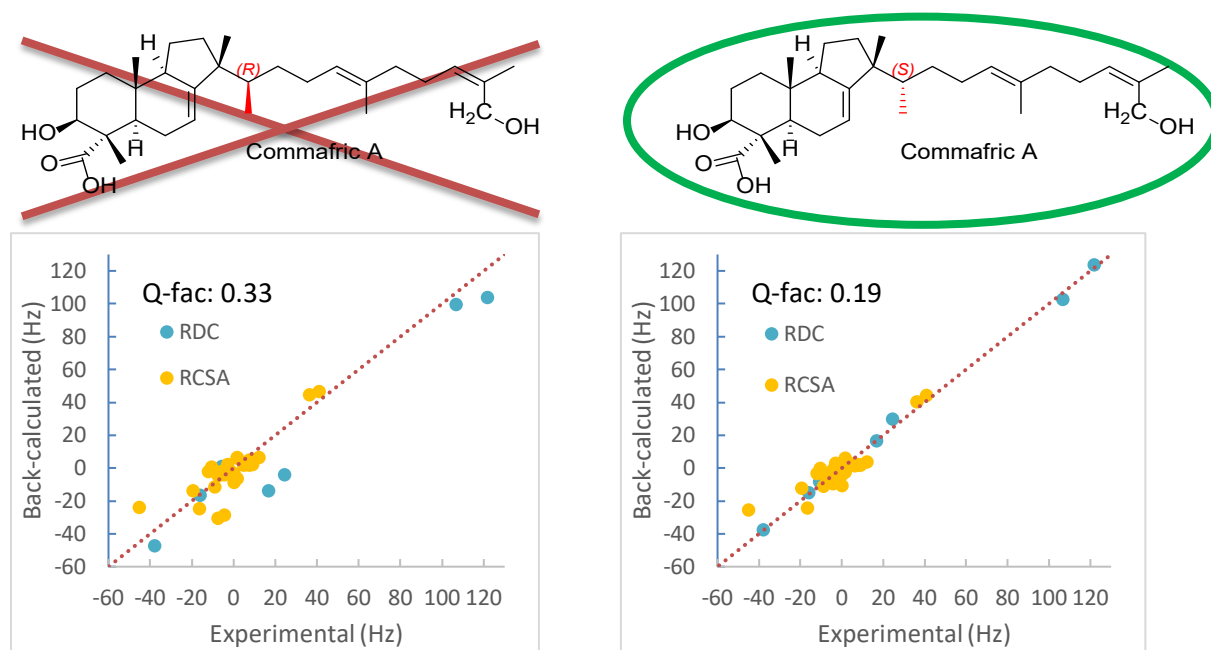 H
(R)
H₂C
OH
HO
H
O
OH
Commafric A
H
(S)
H₂C
OH
HO
H
O
OH
Commafric A
Q-fac: 0.33
RDC
RCSA
Back-calculated (Hz)
120
100
80
60
40
20
0
-20
-40
-60
-60 -40 -20 0 20 40 60 80 100 120
Experimental (Hz)
Q-fac: 0.19
RDC
RCSA
Back-calculated (Hz)
120
100
80
60
40
20
0
-20
-40
-60
-60 -40 -20 0 20 40 60 80 100 120
Experimental (Hz)